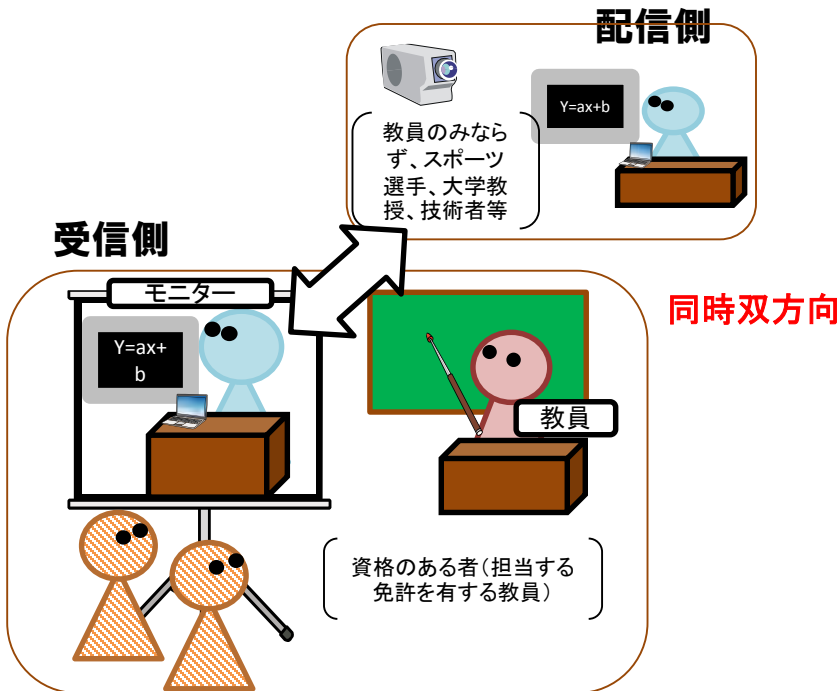 配信側
Y=ax+b
教員のみなら
ず、スポーツ
選手、大学教
授、技術者等
受信側
モニター
Y=ax+
b
同時双方向
教員
資格のある者（担当する
免許を有する教員）